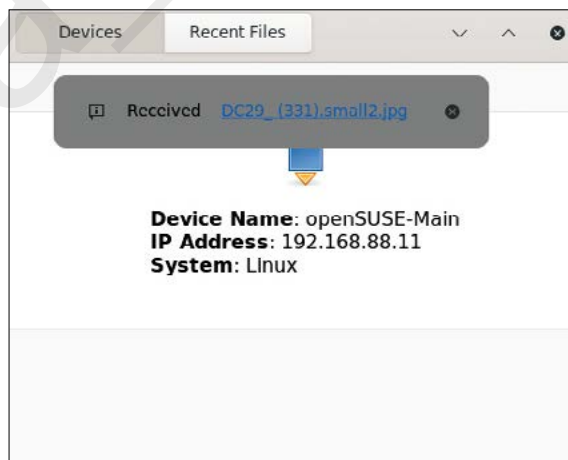 Devices Recent Files
Received DC29_ (331).small2.jpg
Device Name: openSUSE-Main
IP Address: 192.168.88.11
System: Linux